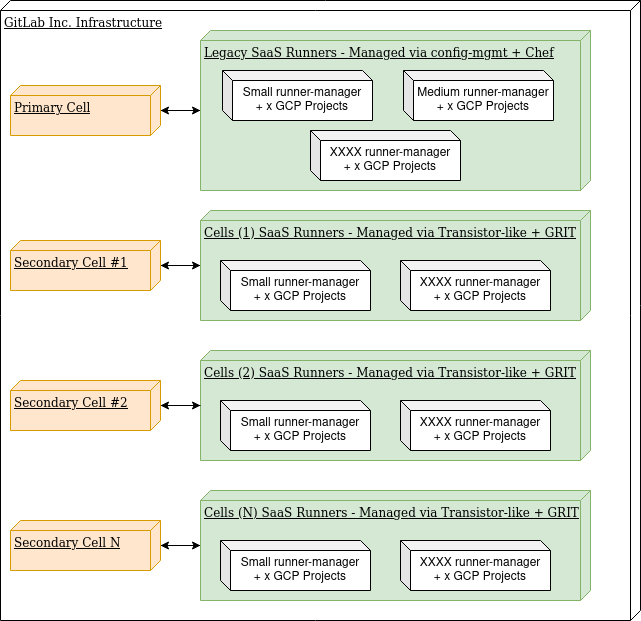 GitLab Inc. Infrastructure
Legacy SaaS Runners - Managed via config-mgmt + Chef
Primary Cell
Small runner-manager
+ x GCP Projects
Medium runner-manager
+ x GCP Projects
XXXX runner-manager
+ x GCP Projects
Cells (1) SaaS Runners - Managed via Transistor-like + GRIT
Secondary Cell #1
Small runner-manager
+ x GCP Projects
XXXX runner-manager
+ x GCP Projects
Cells (2) SaaS Runners - Managed via Transistor-like + GRIT
Secondary Cell #2
Small runner-manager
+ x GCP Projects
XXXX runner-manager
+ x GCP Projects
Cells (N) SaaS Runners - Managed via Transistor-like + GRIT
Secondary Cell N
Small runner-manager
+ x GCP Projects
XXXX runner-manager
+ x GCP Projects